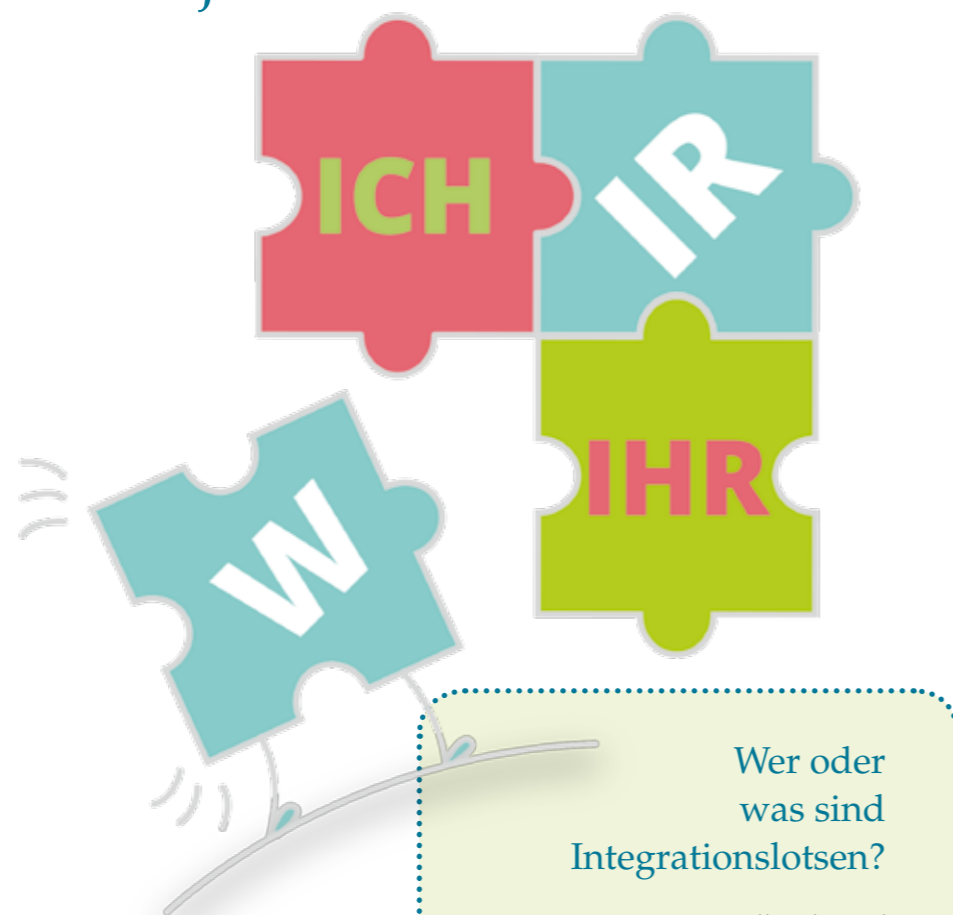 ICH
IR
IHR
W
Wer oder
was sind
Integrationslotsen?